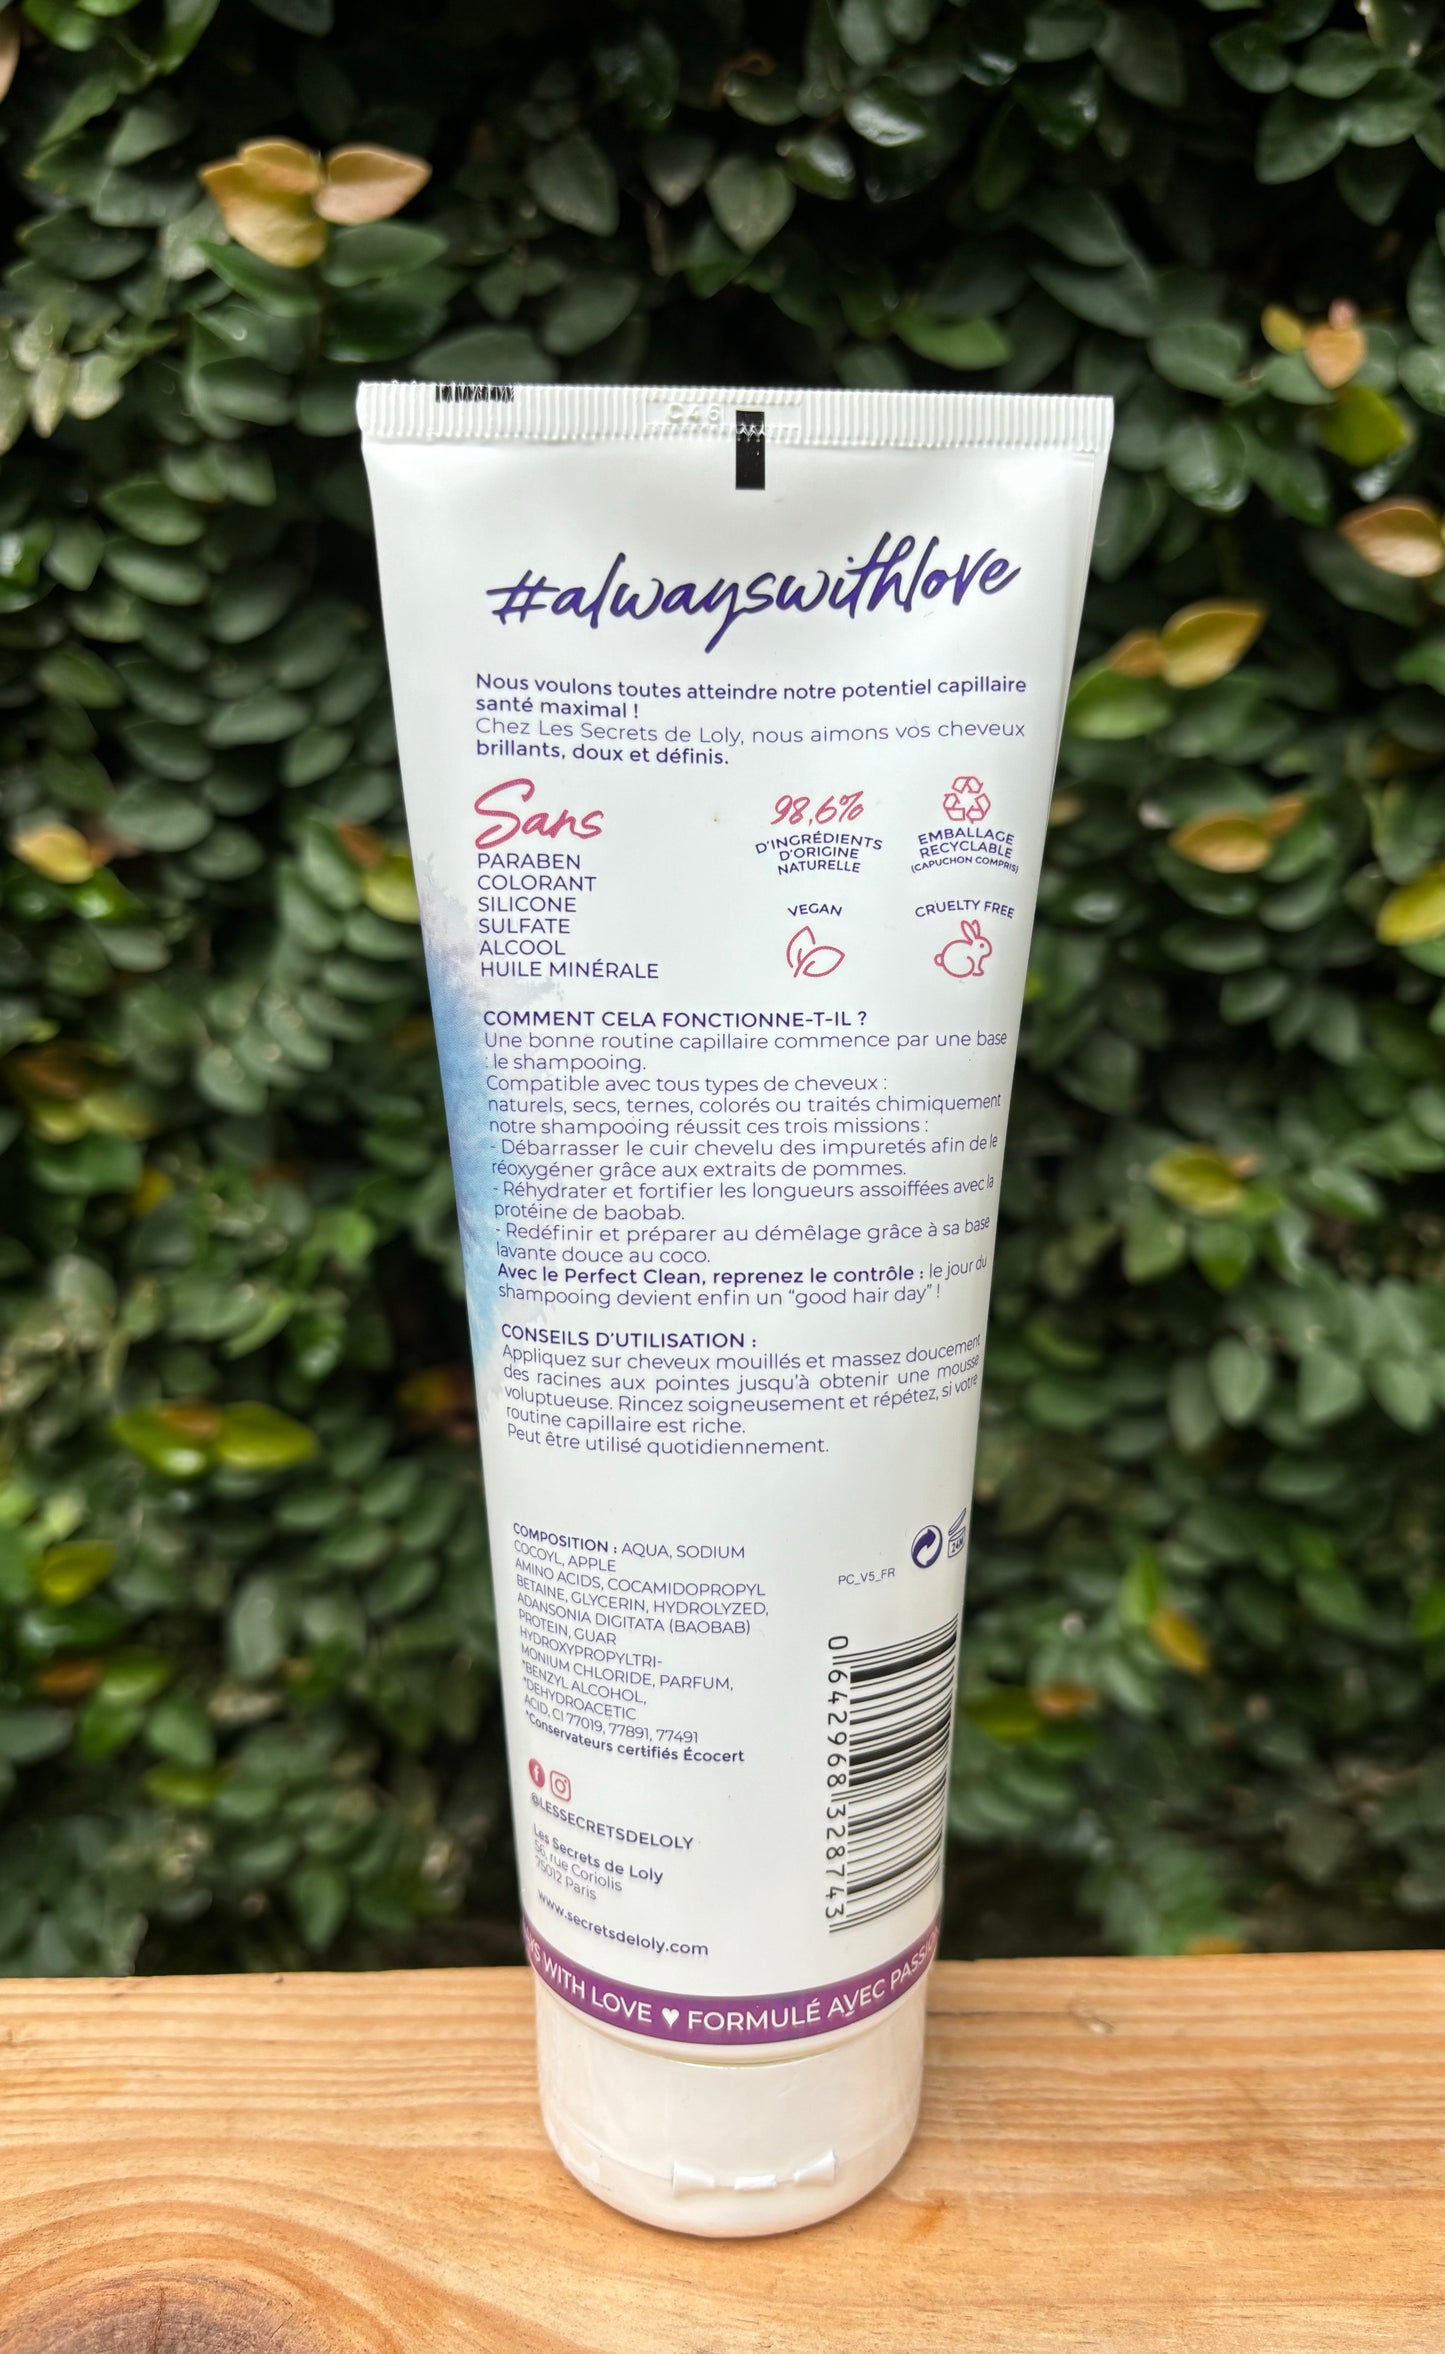 C46
#alwayswithlove
Nous voulons toutes atteindre notre potentiel capillaire
santé maximal !
Chez Les Secrets de Loly, nous aimons vos cheveux
brillants, doux et définis.
Sans
PARABEN
COLORANT
SILICONE
SULFATE
ALCOOL
HUILE MINÉRALE
98,6%
D'INGRÉDIENTS
D'ORIGINE
NATURELLE
EMBALLAGE
RECYCLABLE
(CAPUCHON COMPRIS)
VEGAN
CRUELTY FREE
COMMENT CELA FONCTIONNE-T-IL ?
Une bonne routine capillaire commence par une base
: le shampooing.
Compatible avec tous types de cheveux :
naturels, secs, ternes, colorés ou traités chimiquement
notre shampooing réussit ces trois missions :
- Débarrasser le cuir chevelu des impuretés afin de le
réoxygéner grâce aux extraits de pommes.
- Réhydrater et fortifier les longueurs assoiffées avec la
protéine de baobab.
- Redéfinir et préparer au démêlage grâce à sa base
lavante douce au coco.
Avec le Perfect Clean, reprenez le contrôle : le jour du
shampooing devient enfin un “good hair day” !
CONSEILS D'UTILISATION :
Appliquez sur cheveux mouillés et massez doucement
des racines aux pointes jusqu'à obtenir une mousse
voluptueuse. Rincez soigneusement et répétez, si votre
routine capillaire est riche.
Peut être utilisé quotidiennement.
COMPOSITION : AQUA, SODIUM
COCOYL, APPLE
AMINO ACIDS, COCAMIDOPROPYL
BETAINE, GLYCERIN, HYDROLYZED,
ADANSONIA DIGITATA (BAOBAB)
PROTEIN, GUAR
HYDROXYPROPYLTRI-
MONIUM CHLORIDE, PARFUM,
*BENZYL ALCOHOL,
*DEHYDROACETIC
ACID, CI 77019, 77891, 77491
*Conservateurs certifiés Écocert
24M
PC_V5_FR
0 642968 328743
@LESSECRETSDELOLY
Les Secrets de Loly
56, rue Coriolis
75012 Paris
www.secretsdeloly.com
WITH LOVE ♥ FORMULÉ AVEC PASSION